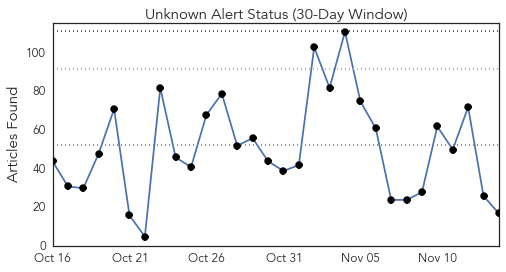 Unknown Alert Status (30-Day Window)
Articles Found
100
80
60
40
20
0
Oct 16 Oct 21 Oct 26 Oct 31 Nov 05 Nov 10